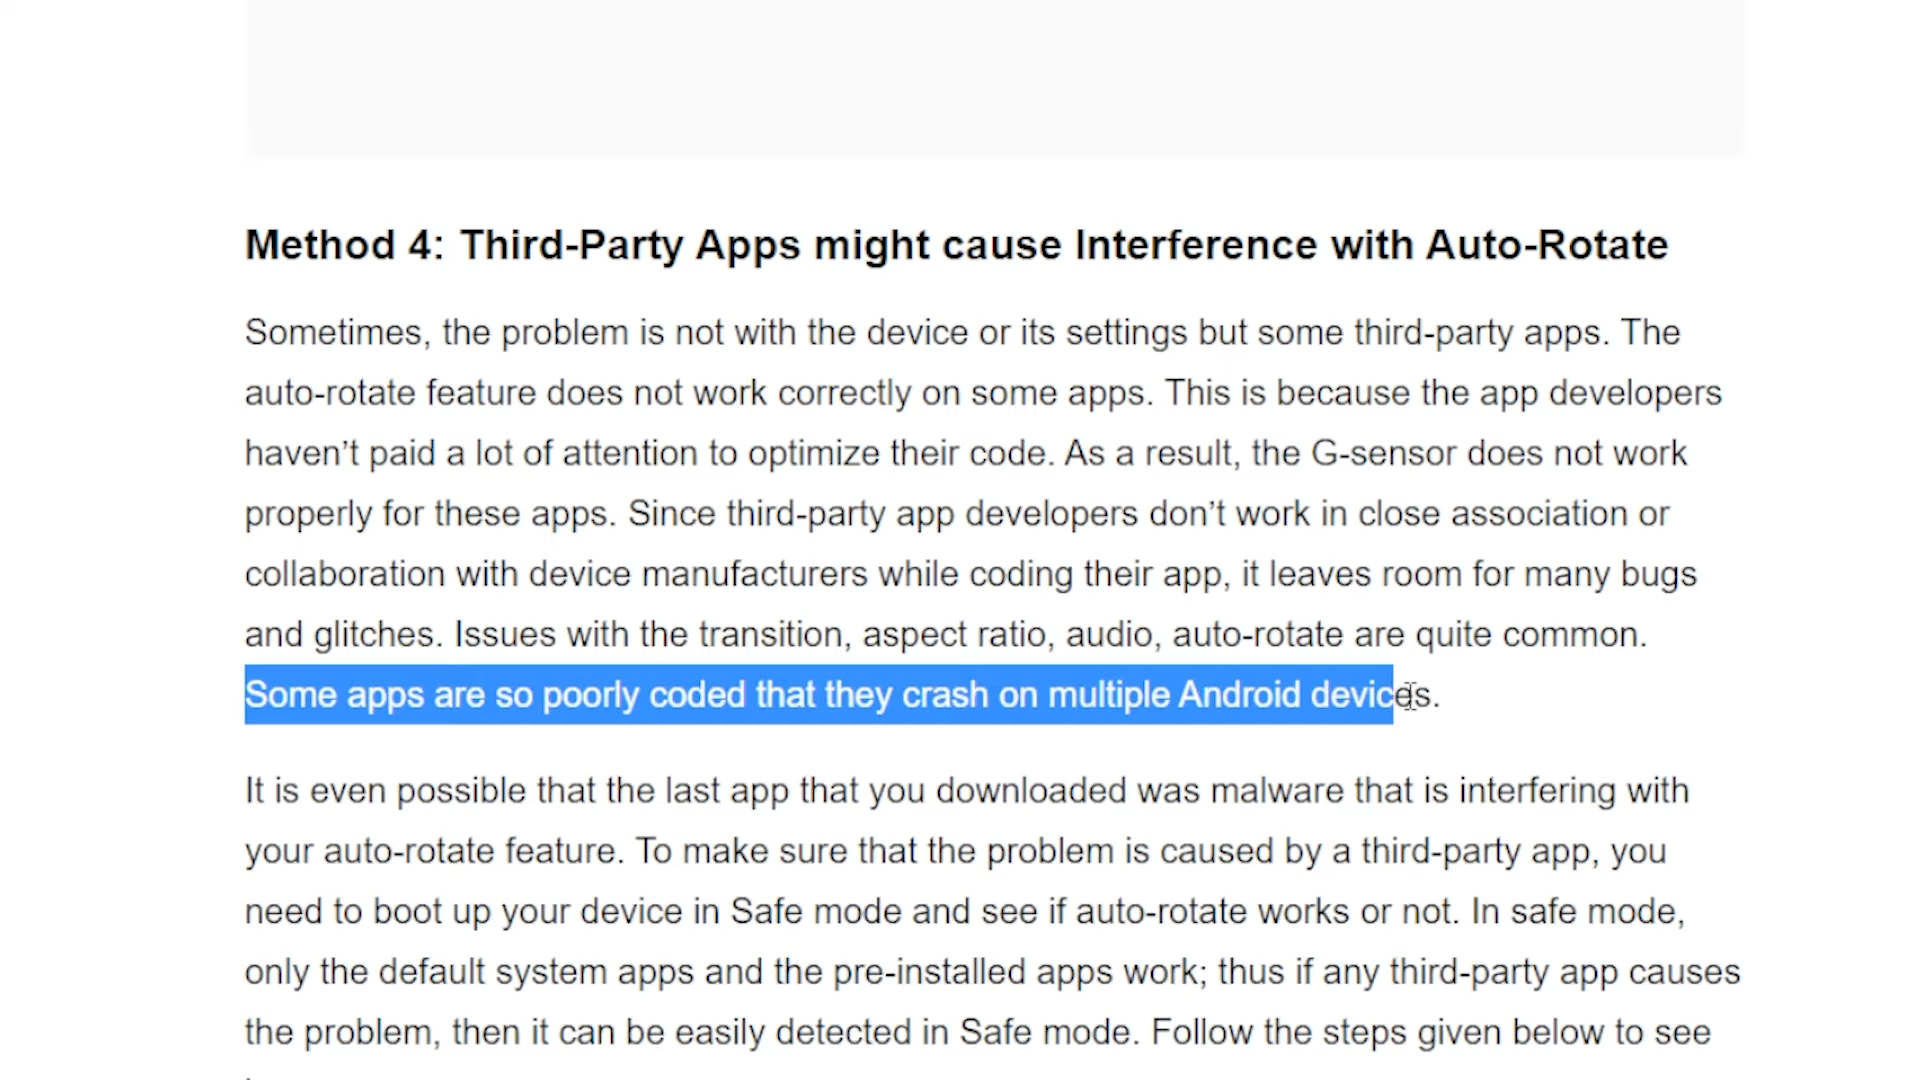 Method 4: Third-Party Apps might cause Interference with Auto-Rotate
Sometimes, the problem is not with the device or its settings but some third-party apps. The
auto-rotate feature does not work correctly on some apps. This is because the app developers
haven’t paid a lot of attention to optimize their code. As a result, the G-sensor does not work
properly for these apps. Since third-party app developers don’t work in close association or
collaboration with device manufacturers while coding their app, it leaves room for many bugs
and glitches. Issues with the transition, aspect ratio, audio, auto-rotate are quite common.
Some apps are so poorly coded that they crash on multiple Android devices.
It is even possible that the last app that you downloaded was malware that is interfering with
your auto-rotate feature. To make sure that the problem is caused by a third-party app, you
need to boot up your device in Safe mode and see if auto-rotate works or not. In safe mode,
only the default system apps and the pre-installed apps work; thus if any third-party app causes
the problem, then it can be easily detected in Safe mode. Follow the steps given below to see